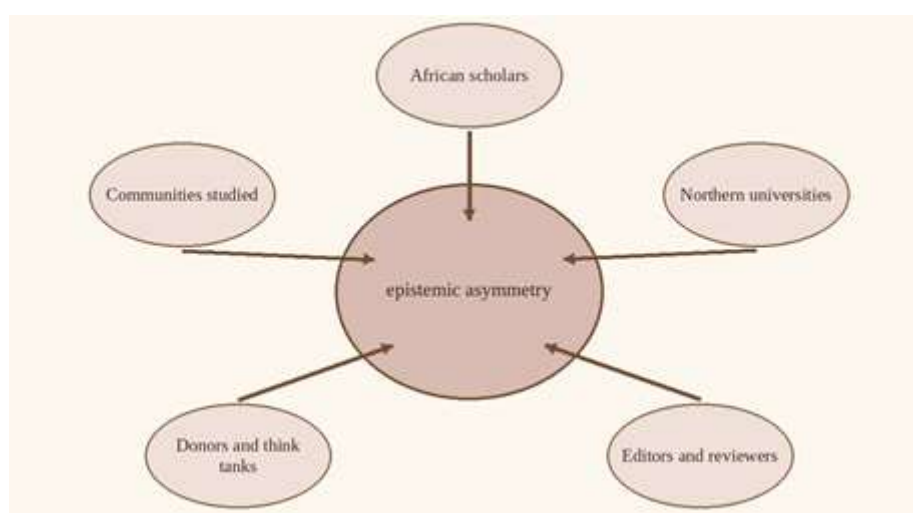 African scholars
Communities studied
Northern universities
epistemic asymmetry
Donors and think
tanks
Editors and reviewers